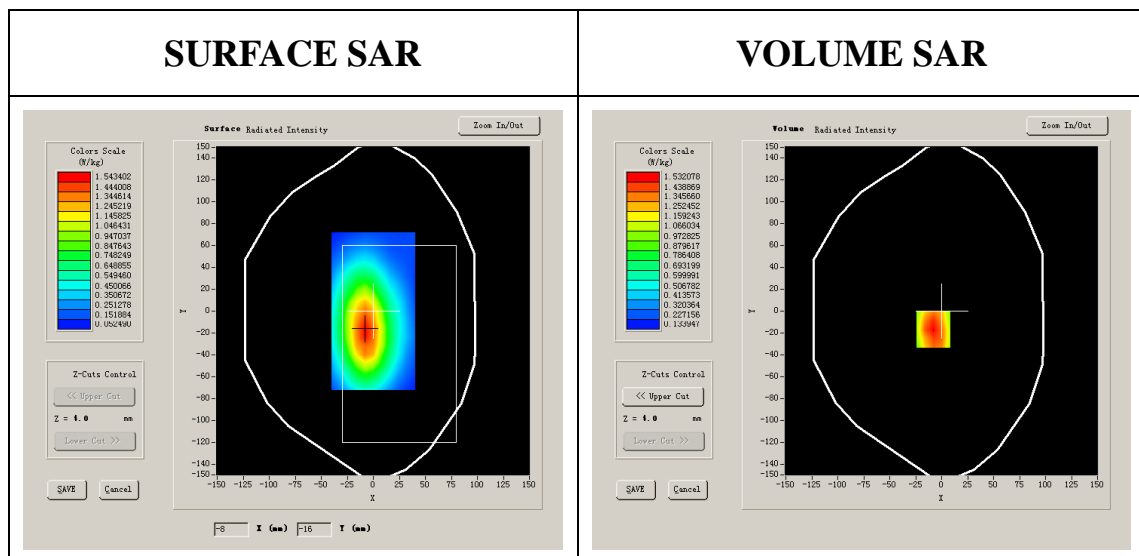 SURFACE SAR
VOLUME SAR
Surface Radiated Intensity
Zoom In/Out
Colors Scale
(W/kg)
1.543402
1.444008
1.344614
1.245219
1.145825
1.046431
0.947037
0.847643
0.748249
0.648855
0.549460
0.450066
0.350672
0.251278
0.151884
0.052490
Z-Cuts Control
<< Upper Cut
Z = 4.0 mm
Lower Cut >>
SAVE Cancel
150
140
120
100
80
60
40
20
0
-20
-40
-60
-80
-100
-120
-140
-150
Y
-150 -125 -100 -75 -50 -25 0 25 50 75 100 125 150
X
-8 X (mm) -16 Y (mm)
Volume Radiated Intensity
Zoom In/Out
Colors Scale
(W/kg)
1.532078
1.438869
1.345660
1.252452
1.159243
1.066034
0.972825
0.879617
0.786408
0.693199
0.599991
0.506782
0.413573
0.320364
0.227156
0.133947
Z-Cuts Control
<< Upper Cut
Z = 4.0 mm
Lower Cut >>
SAVE Cancel
150
140
120
100
80
60
40
20
0
-20
-40
-60
-80
-100
-120
-140
-150
Y
-150 -125 -100 -75 -50 -25 0 25 50 75 100 125 150
X